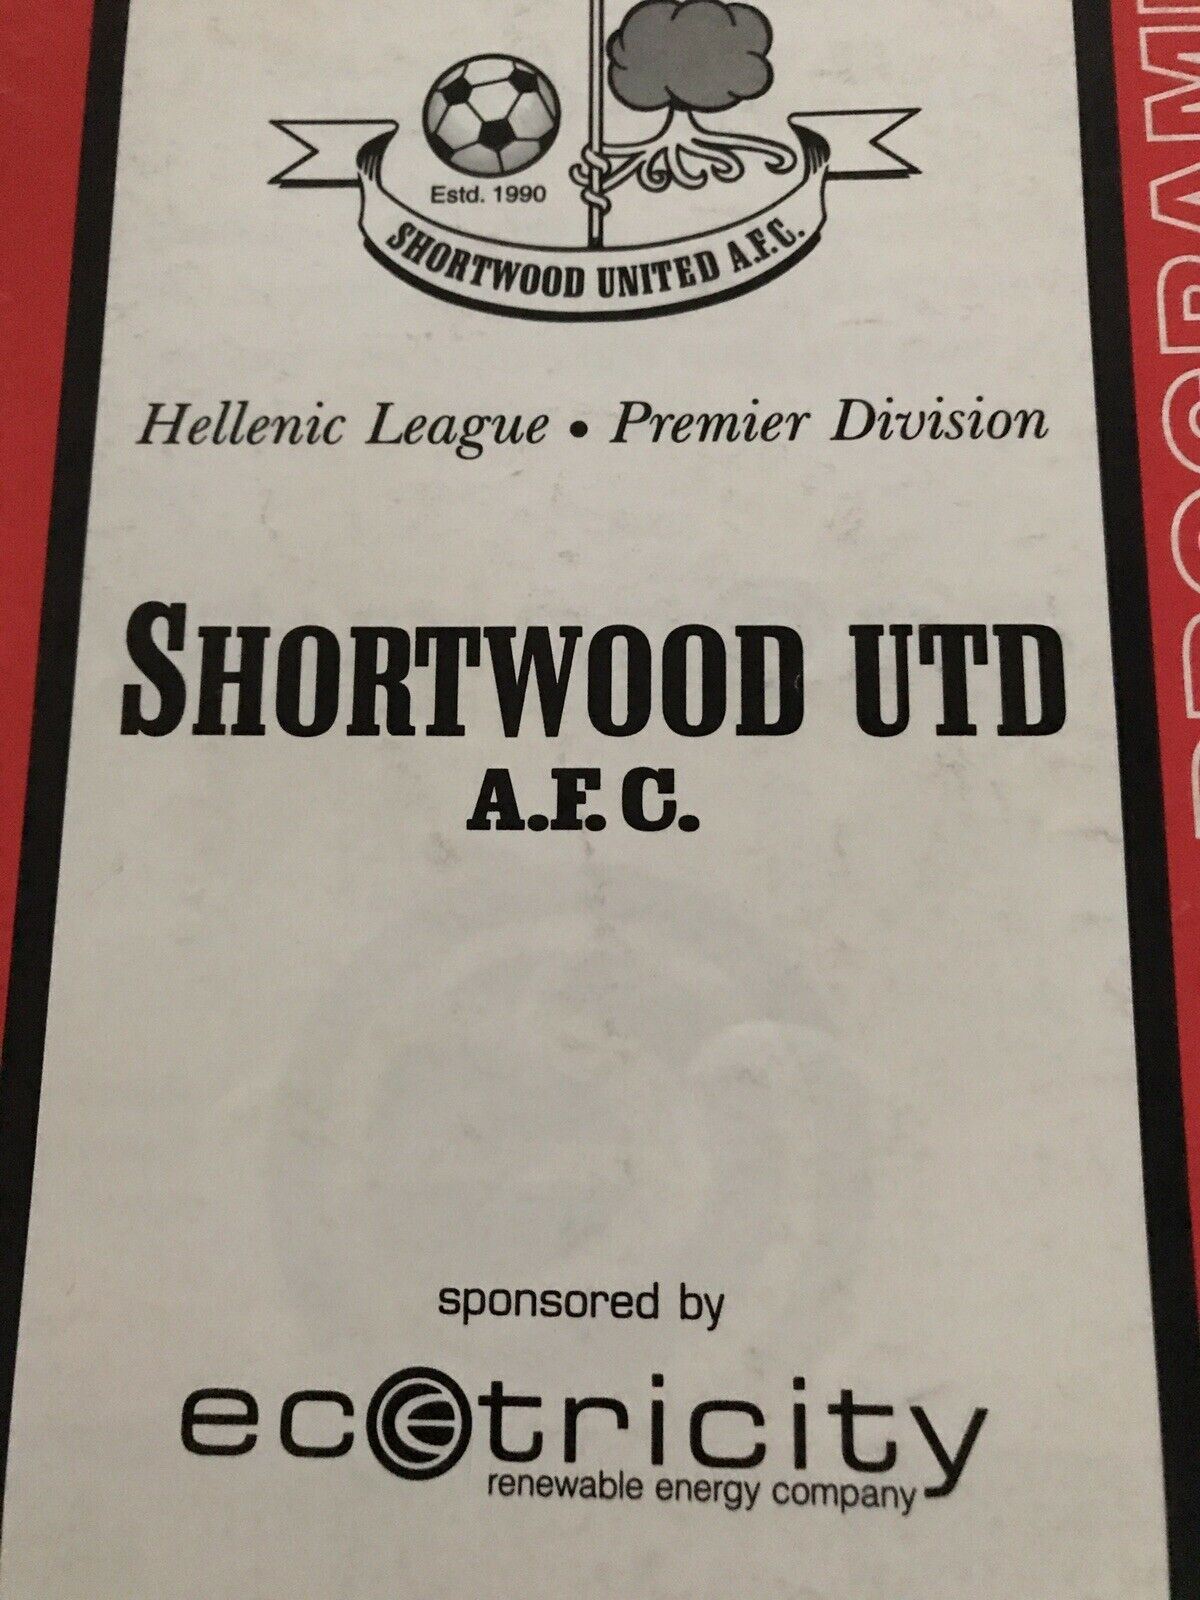 Estd. 1990
SHORTWOOD UNITED A.F.C.
Hellenic League • Premier Division
SHORTWOOD UTD
A.F.C.
sponsored by
ecotricity
renewable energy company